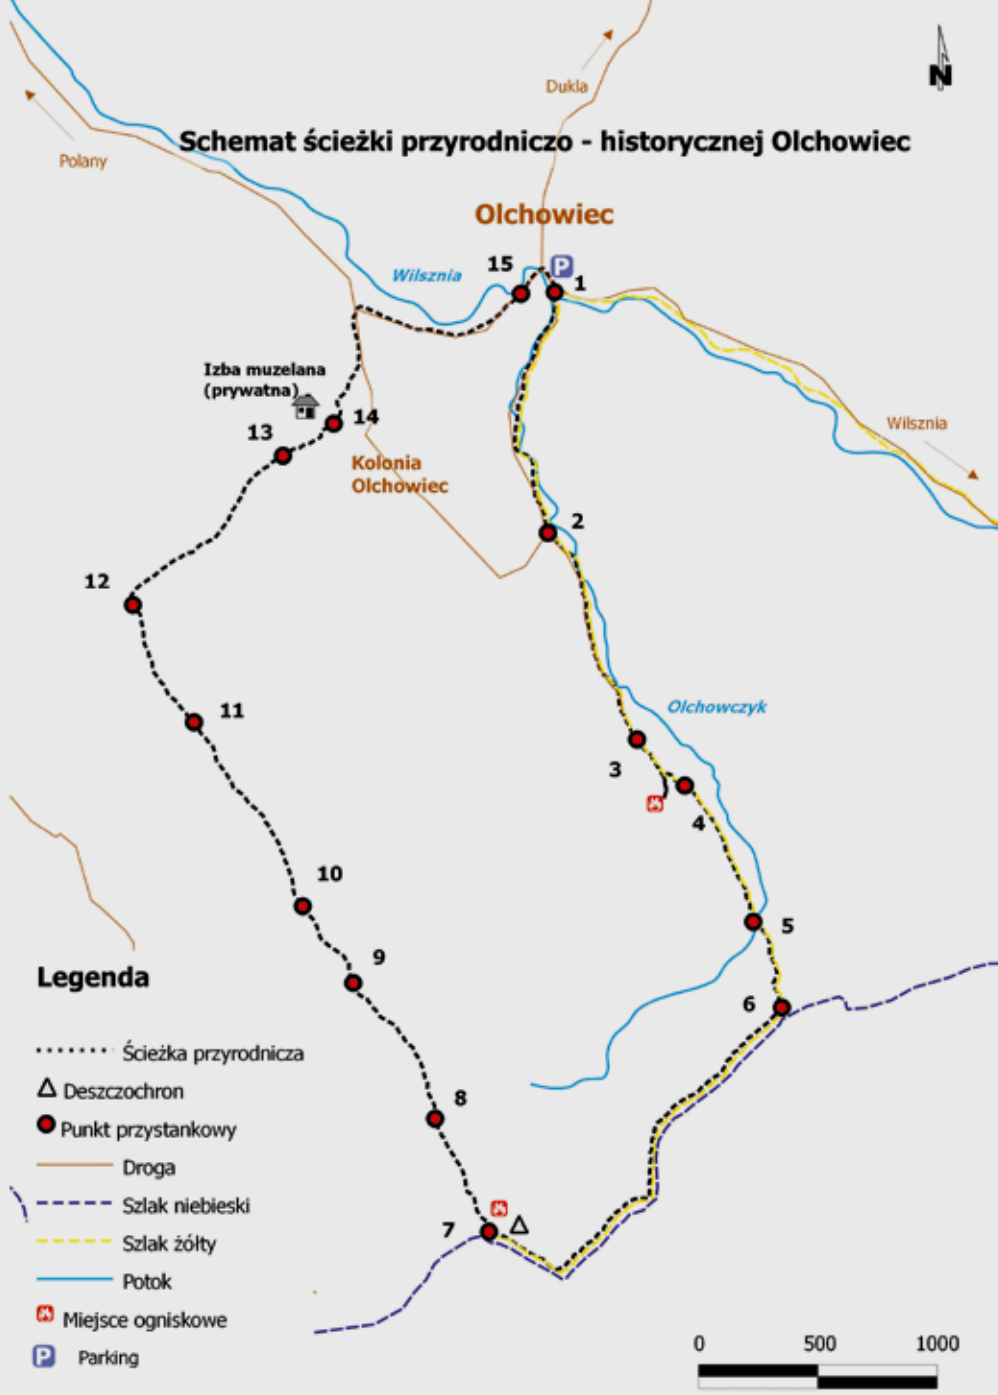 N
Dukla
Schemat ścieżki przyrodniczo - historycznej Olchowiec
Polany
Olchowiec
15
P
Wilsznia
1
Izba muzelana
(prywatna)
14
13
Wilsznia
Kolonia
Olchowiec
2
12
11
Olchowczyk
3
4
10
5
9
Legenda
6
Ścieżka przyrodnicza
Deszczochron
8
Punkt przystankowy
Droga
Szlak niebieski
7
Szlak żółty
Potok
Miejsce ogniskowe
0 500 1000
P Parking